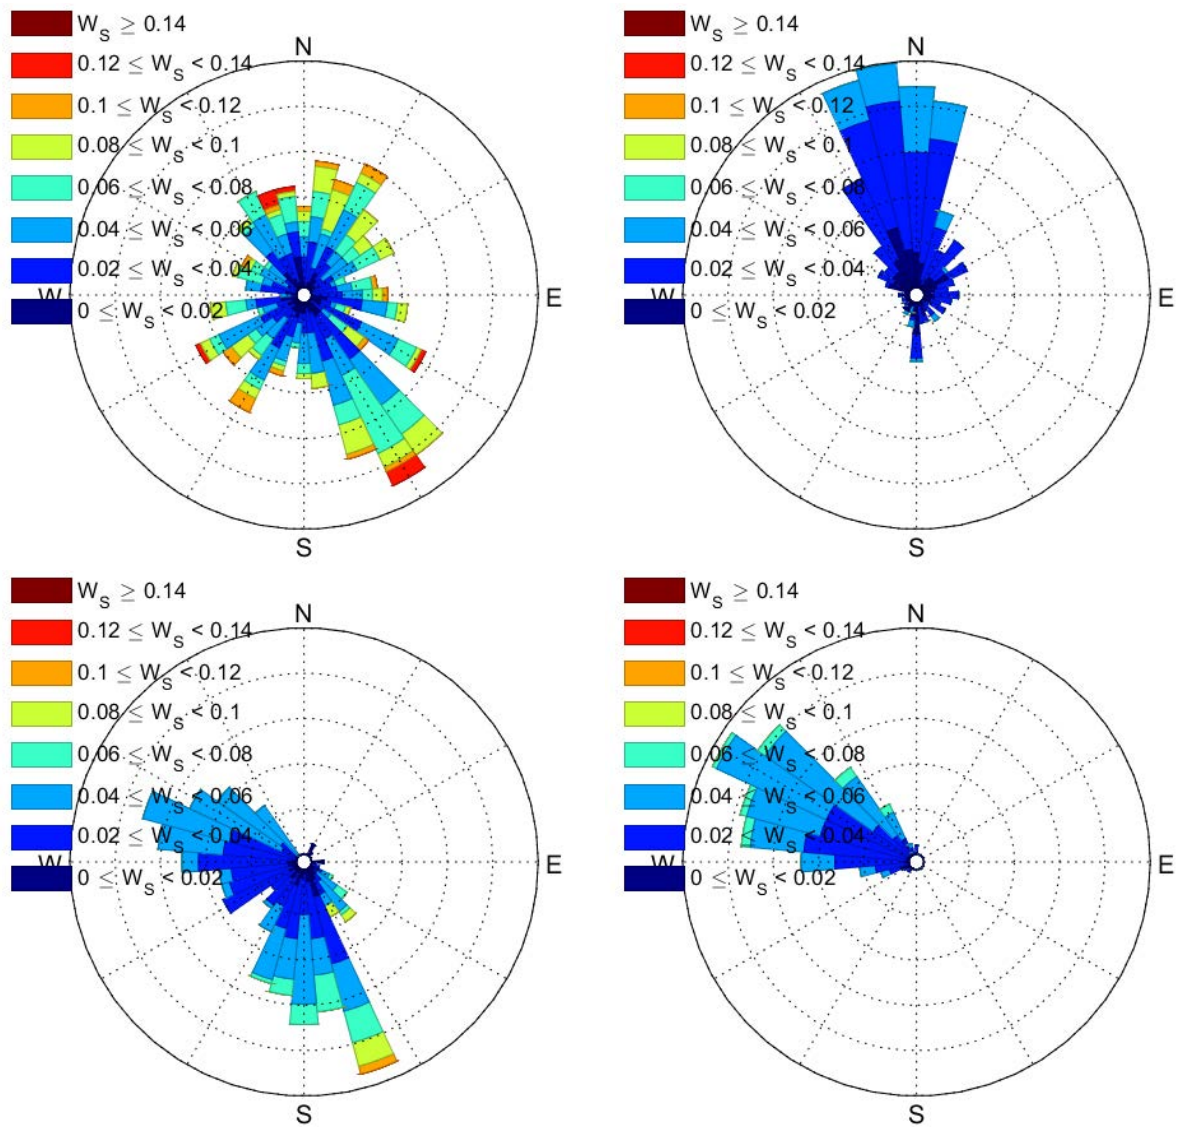 W_S ≥ 0.14
0.12 ≤ W_S < 0.14
0.1 ≤ W_S < 0.12
0.08 ≤ W_S < 0.1
0.06 ≤ W_S < 0.08
0.04 ≤ W_S < 0.06
0.02 ≤ W_S < 0.04
0 ≤ W_S < 0.02
N
W
E
S
W_S ≥ 0.14
0.12 ≤ W_S < 0.14
0.1 ≤ W_S < 0.12
0.08 ≤ W_S < 0.1
0.06 ≤ W_S < 0.08
0.04 ≤ W_S < 0.06
0.02 ≤ W_S < 0.04
0 ≤ W_S < 0.02
N
W
E
S
W_S ≥ 0.14
0.12 ≤ W_S < 0.14
0.1 ≤ W_S < 0.12
0.08 ≤ W_S < 0.1
0.06 ≤ W_S < 0.08
0.04 ≤ W_S < 0.06
0.02 ≤ W_S < 0.04
0 ≤ W_S < 0.02
N
W
E
S
W_S ≥ 0.14
0.12 ≤ W_S < 0.14
0.1 ≤ W_S < 0.12
0.08 ≤ W_S < 0.1
0.06 ≤ W_S < 0.08
0.04 ≤ W_S < 0.06
0.02 ≤ W_S < 0.04
0 ≤ W_S < 0.02
N
W
E
S